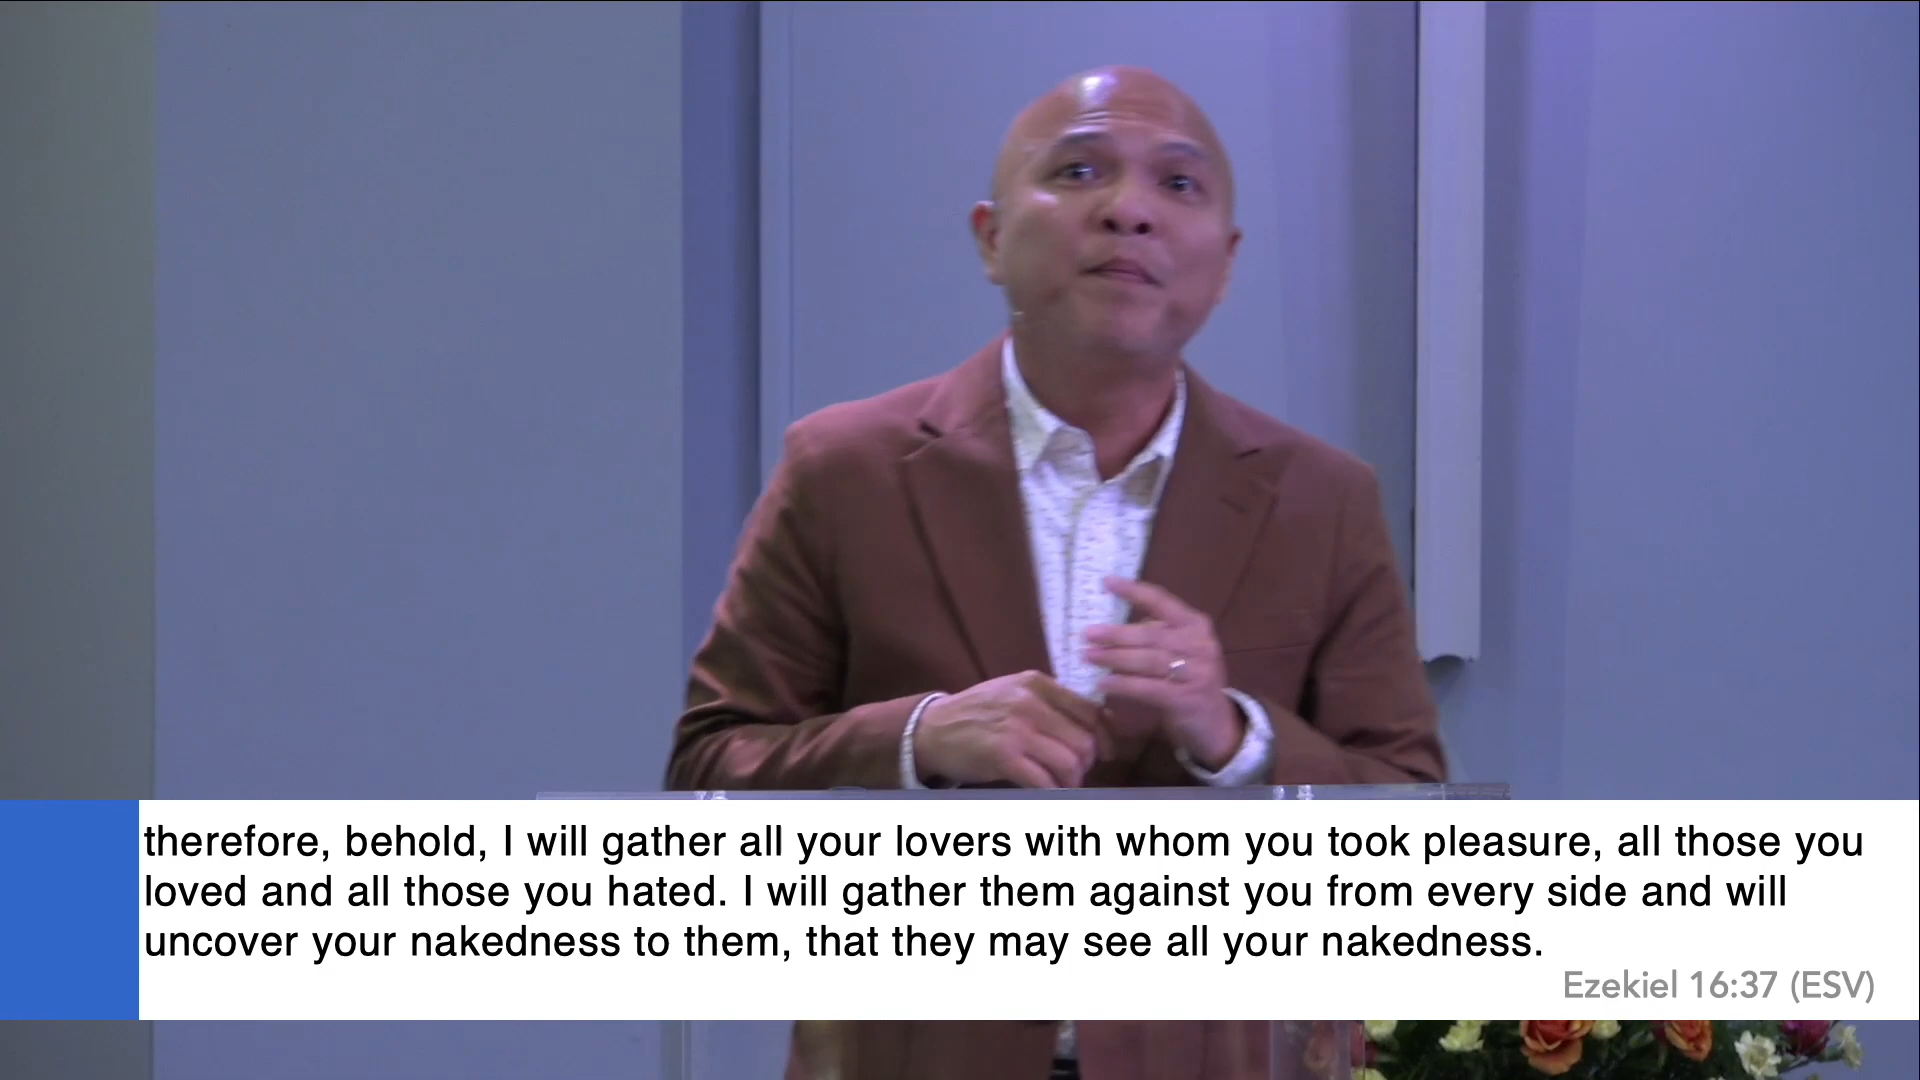 therefore, behold, I will gather all your lovers with whom you took pleasure, all those you
loved and all those you hated. I will gather them against you from every side and will
uncover your nakedness to them, that they may see all your nakedness.
Ezekiel 16:37 (ESV)